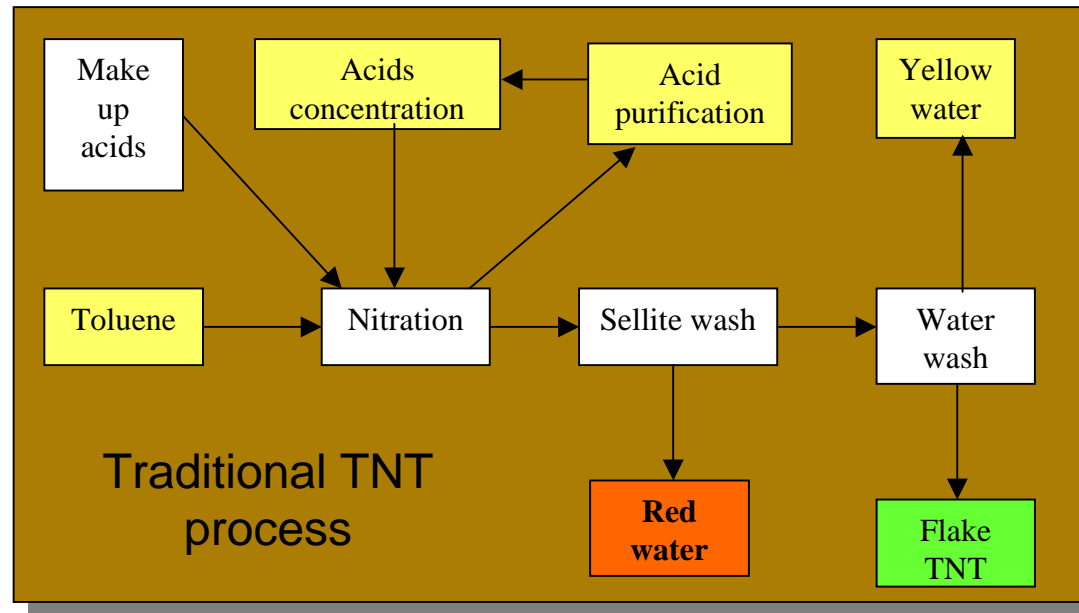 Make
up
acids
Acids
concentration
Acid
purification
Yellow
water
Toluene
Nitration
Sellite wash
Water
wash
Traditional TNT
process
Red
water
Flake
TNT